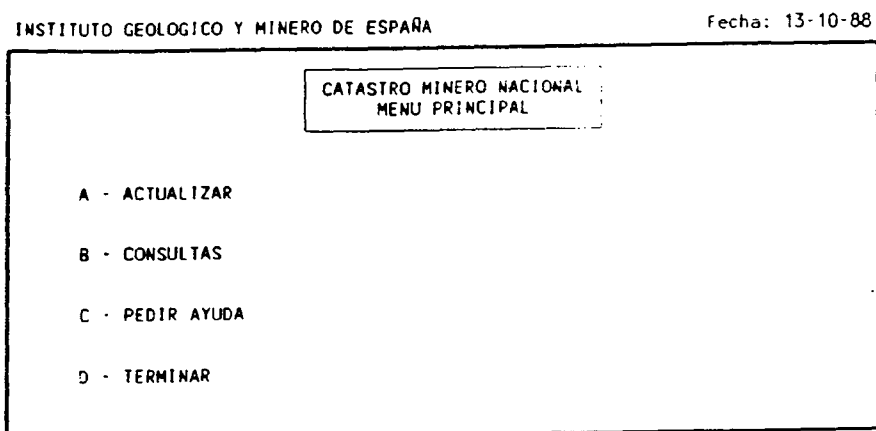 INSTITUTO GEOLOGICO Y MINERO DE ESPAÑA Fecha: 13-10-88
CATASTRO MINERO NACIONAL
MENU PRINCIPAL
A - ACTUALIZAR
B - CONSULTAS
C - PEDIR AYUDA
D - TERMINAR